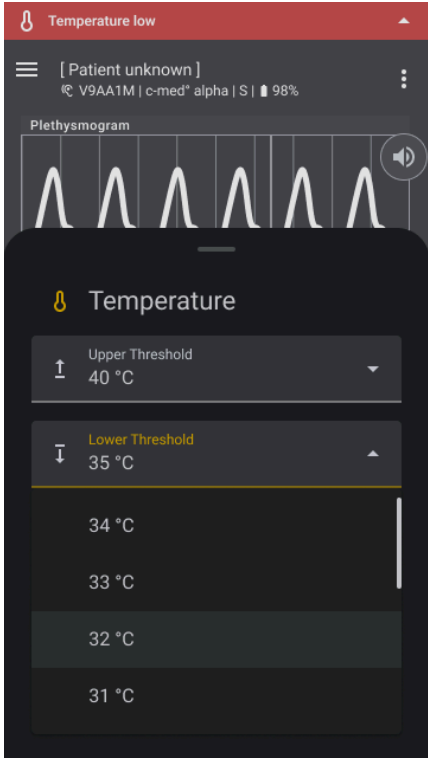 Temperature low
[ Patient unknown ]
V9AA1M | c-med° alpha | S | 98%
Plethysmogram
Temperature
Upper Threshold
40 °C
Lower Threshold
35 °C
34 °C
33 °C
32 °C
31 °C